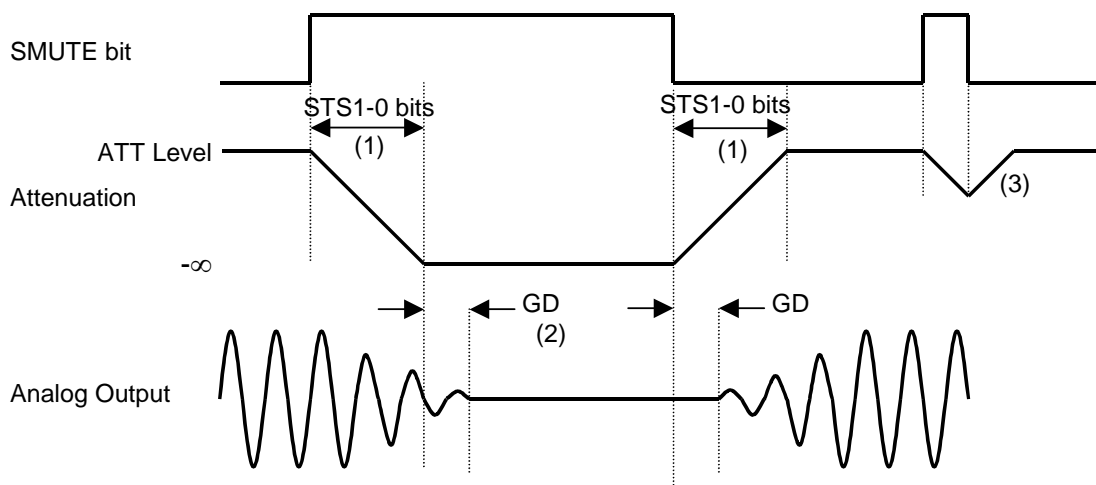 SMUTE bit
STS1-0 bits
STS1-0 bits
(1)
(1)
ATT Level
(3)
Attenuation
-∞
GD
GD
(2)
Analog Output